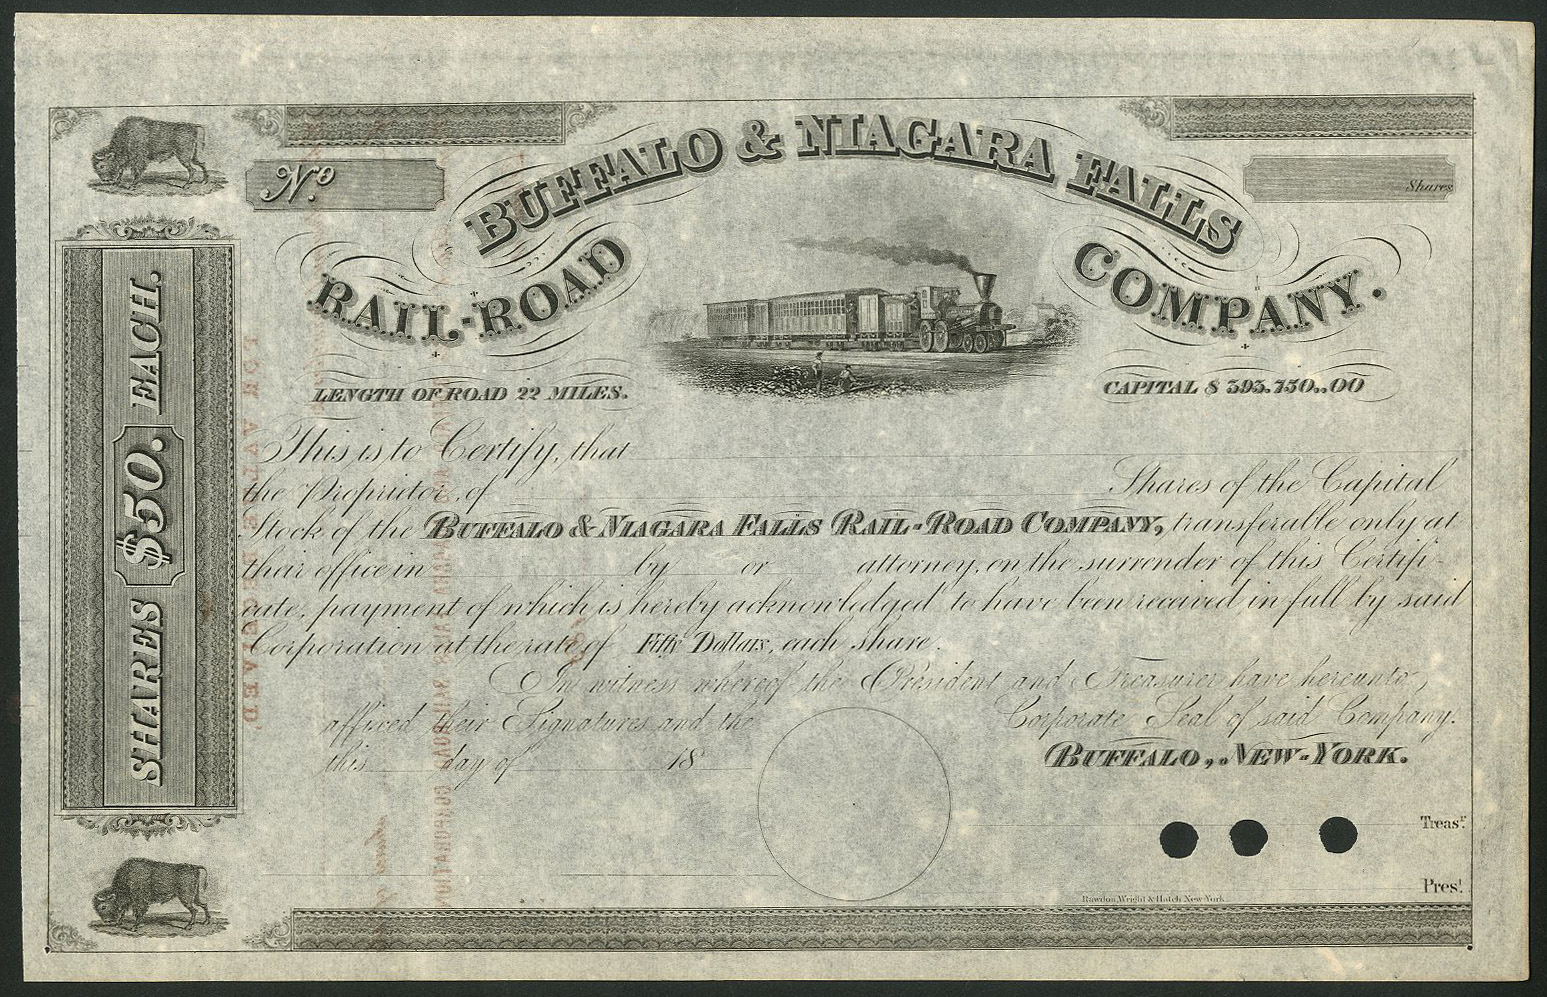 No
Shares
BUFFALO & NIAGARA FALLS
RAIL-ROAD COMPANY.
LENGTH OF ROAD 22 MILES.
CAPITAL $ 393.750..00
SHARES $50. EACH.
This is to Certify, that
the Proprietor of Shares of the Capital
Stock of the BUFFALO & NIAGARA FALLS RAIL-ROAD COMPANY, transferable only at
their office in by or attorney, on the surrender of this Certifi-
cate, payment of which is hereby acknowledged to have been received in full by said
Corporation at the rate of Fifty Dollars, each share.
In witness whereof the President and Treasurer have hereunto
affixed their Signatures and the Corporate Seal of said Company.
this day of 18
BUFFALO,, NEW-YORK.
Treasr.
Prest.
Rawdon, Wright & Hatch New York
FOR VALUE RECEIVED